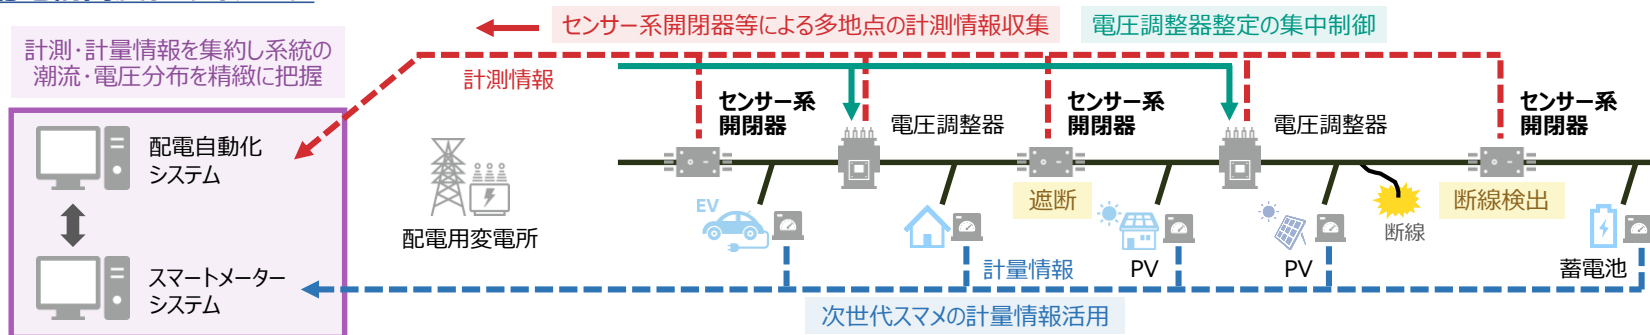 センサー系開閉器等による多地点の計測情報収集
電圧調整器整定の集中制御
計測・計量情報を集約し系統の
潮流・電圧分布を精緻に把握
計測情報
配電自動化
システム
スマートメーター
システム
配電用変電所
センサー系
開閉器
電圧調整器
センサー系
開閉器
電圧調整器
センサー系
開閉器
遮断
断線検出
断線
EV
計量情報
PV
PV
蓄電池
次世代スマメの計量情報活用